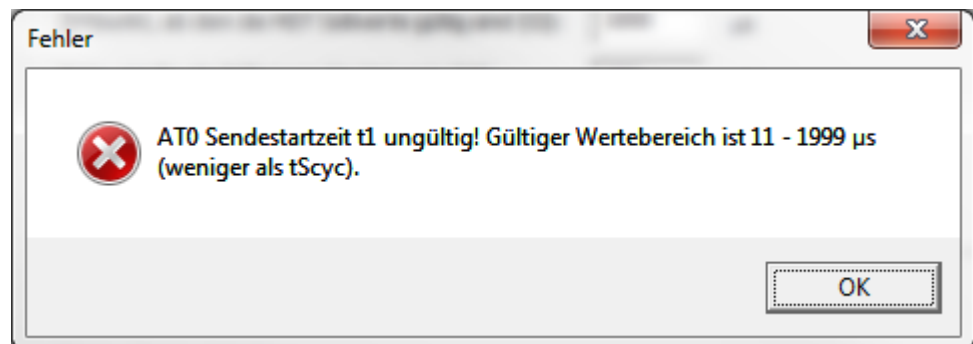 Fehler
AT0 Sendestartzeit t1 ungültig! Gültiger Wertebereich ist 11 - 1999 µs
(weniger als tScyc).
OK